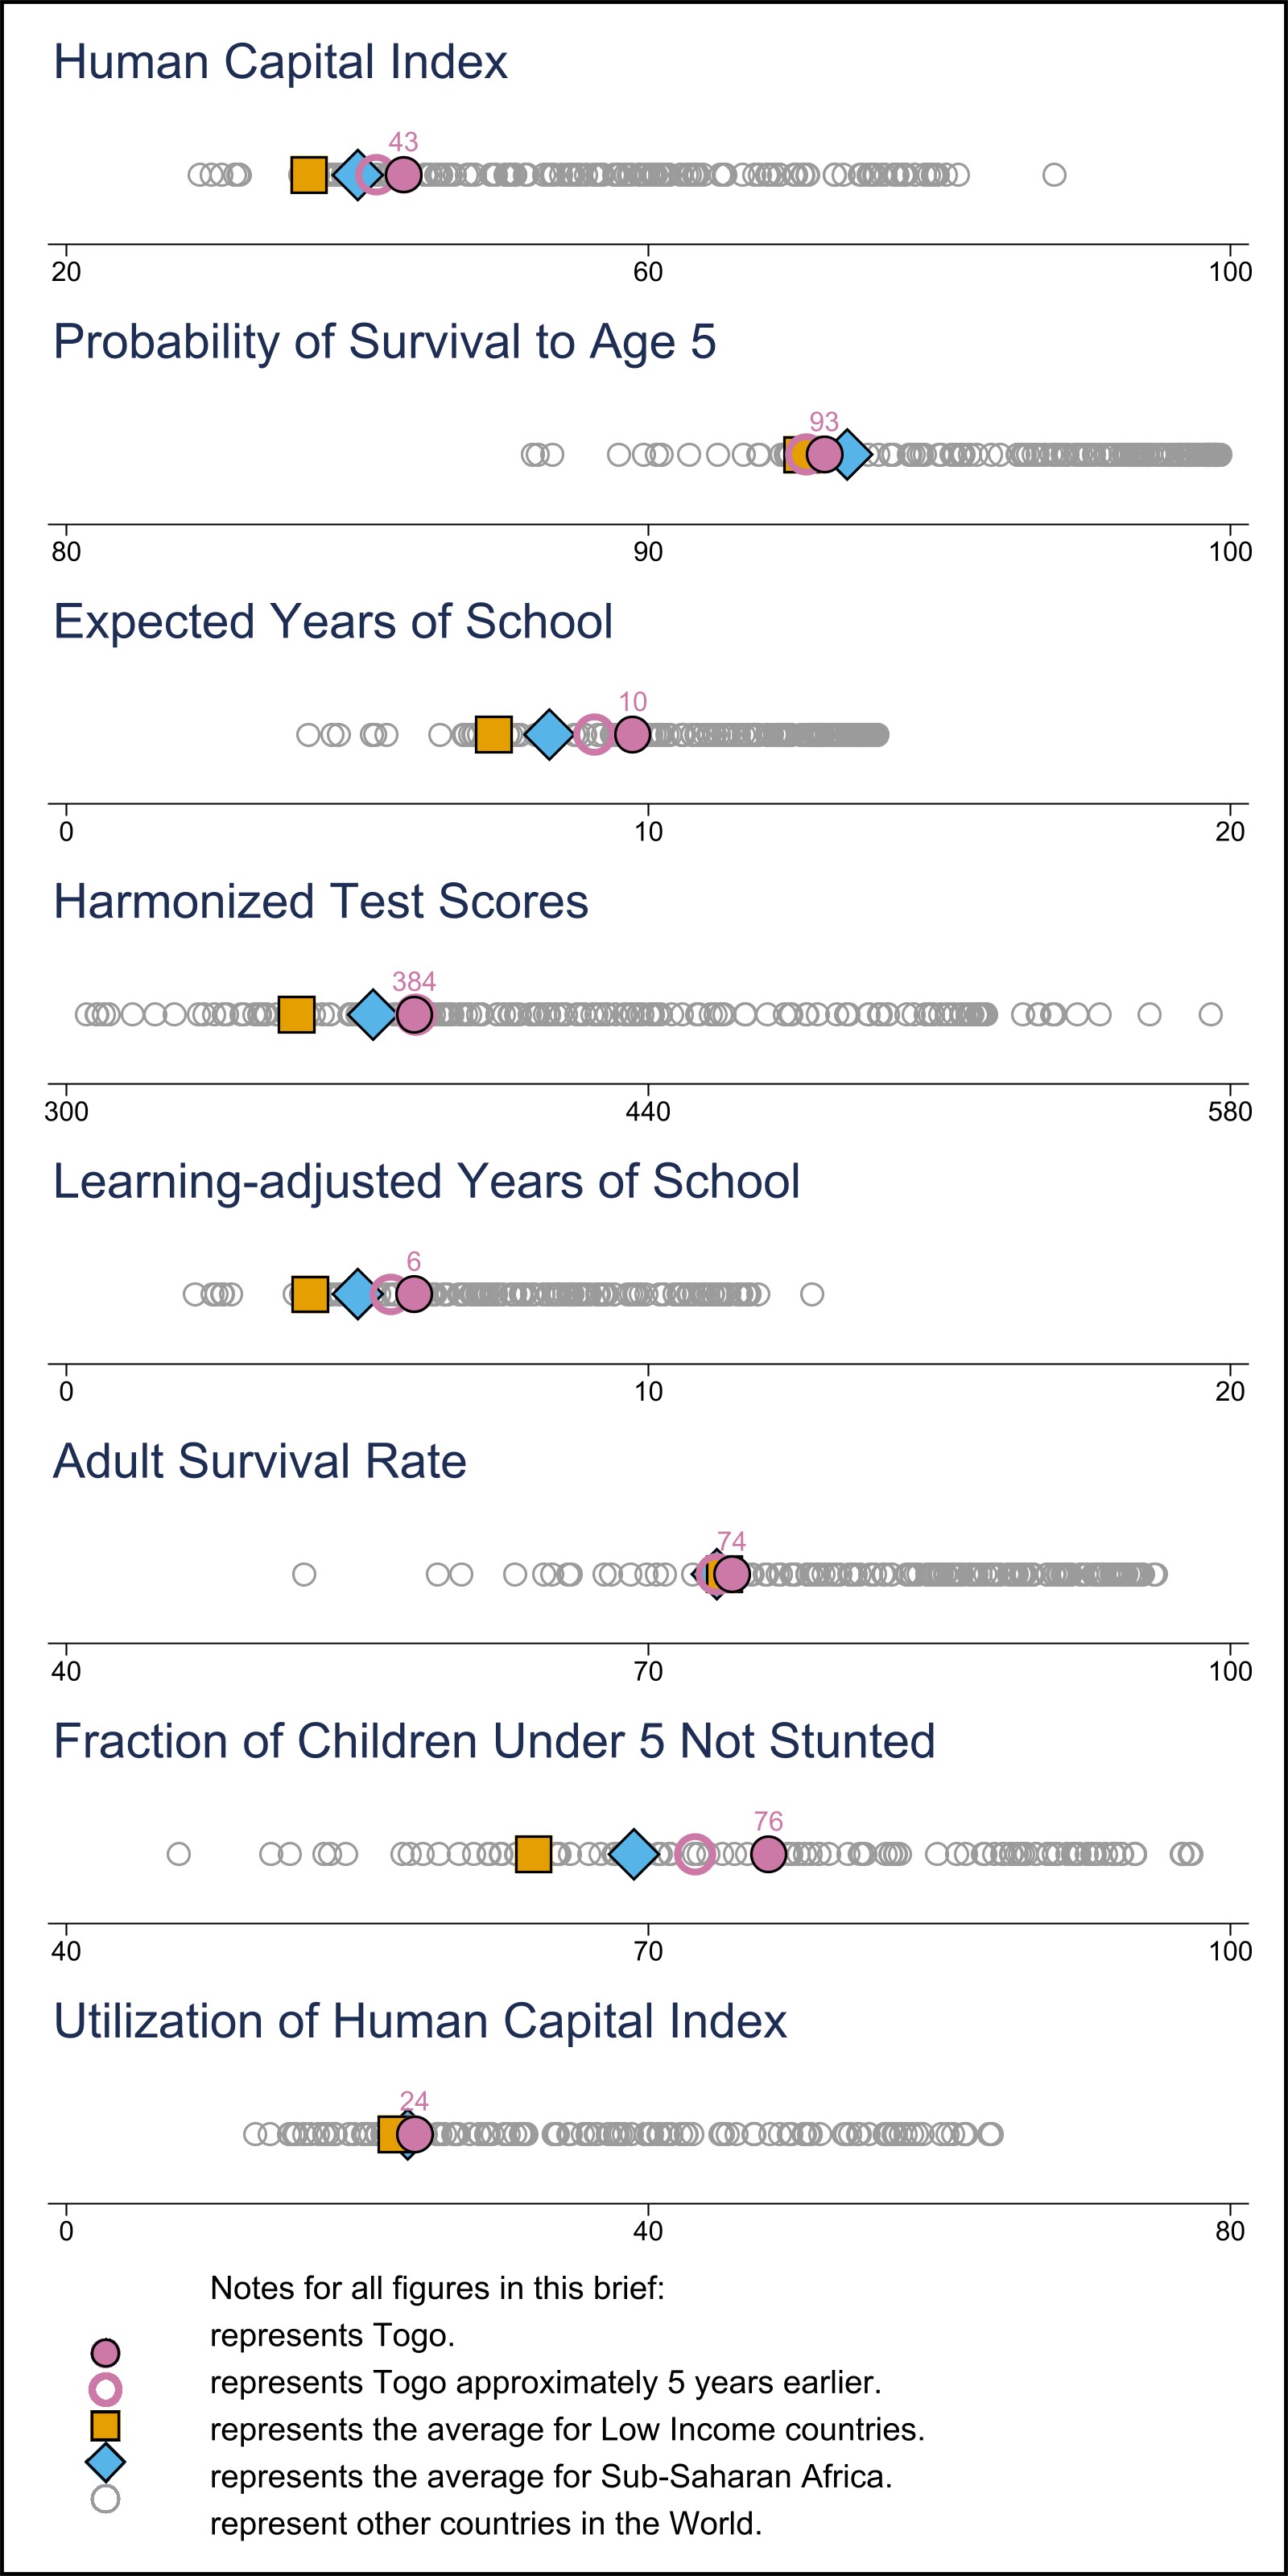 Human Capital Index
43
20 60 100
Probability of Survival to Age 5
93
80 90 100
Expected Years of School
10
0 10 20
Harmonized Test Scores
384
300 440 580
Learning-adjusted Years of School
6
0 10 20
Adult Survival Rate
74
40 70 100
Fraction of Children Under 5 Not Stunted
76
40 70 100
Utilization of Human Capital Index
24
0 40 80
Notes for all figures in this brief:
represents Togo.
represents Togo approximately 5 years earlier.
represents the average for Low Income countries.
represents the average for Sub-Saharan Africa.
represent other countries in the World.